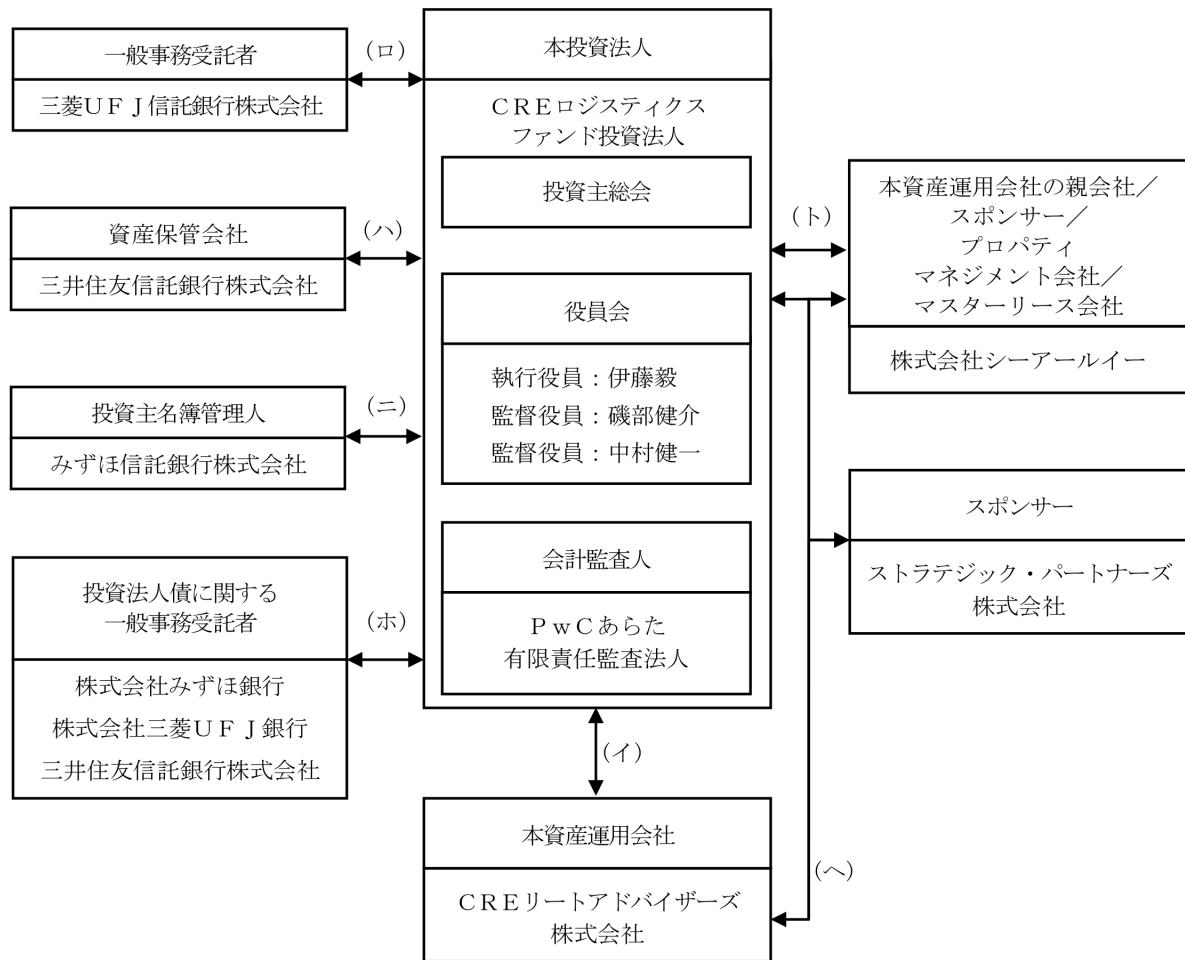 一般事務受託者
三菱UFJ信託銀行株式会社
(ロ)
資産保管会社
三井住友信託銀行株式会社
(ハ)
投資主名簿管理人
みずほ信託銀行株式会社
(ニ)
投資法人債に関する
一般事務受託者
株式会社みずほ銀行
株式会社三菱UFJ銀行
三井住友信託銀行株式会社
(ホ)
本投資法人
CREロジスティクス
ファンド投資法人
投資主総会
役員会
執行役員：伊藤毅
監督役員：磯部健介
監督役員：中村健一
会計監査人
PwCあらた
有限責任監査法人
(イ)
本資産運用会社
CREリートアドバイザーズ
株式会社
(ト)
本資産運用会社の親会社／
スポンサー／
プロパティ
マネジメント会社／
マスターリース会社
株式会社シーアールイー
スポンサー
ストラテジック・パートナーズ
株式会社
(ヘ)